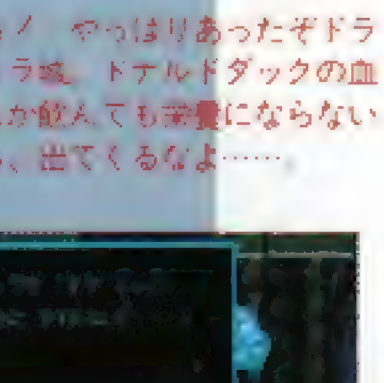 ノ やっぱりあったぞドラ
ラ城。ドナルドダックの血
か飲んでも栄養にならない
、出てくるなよ……。